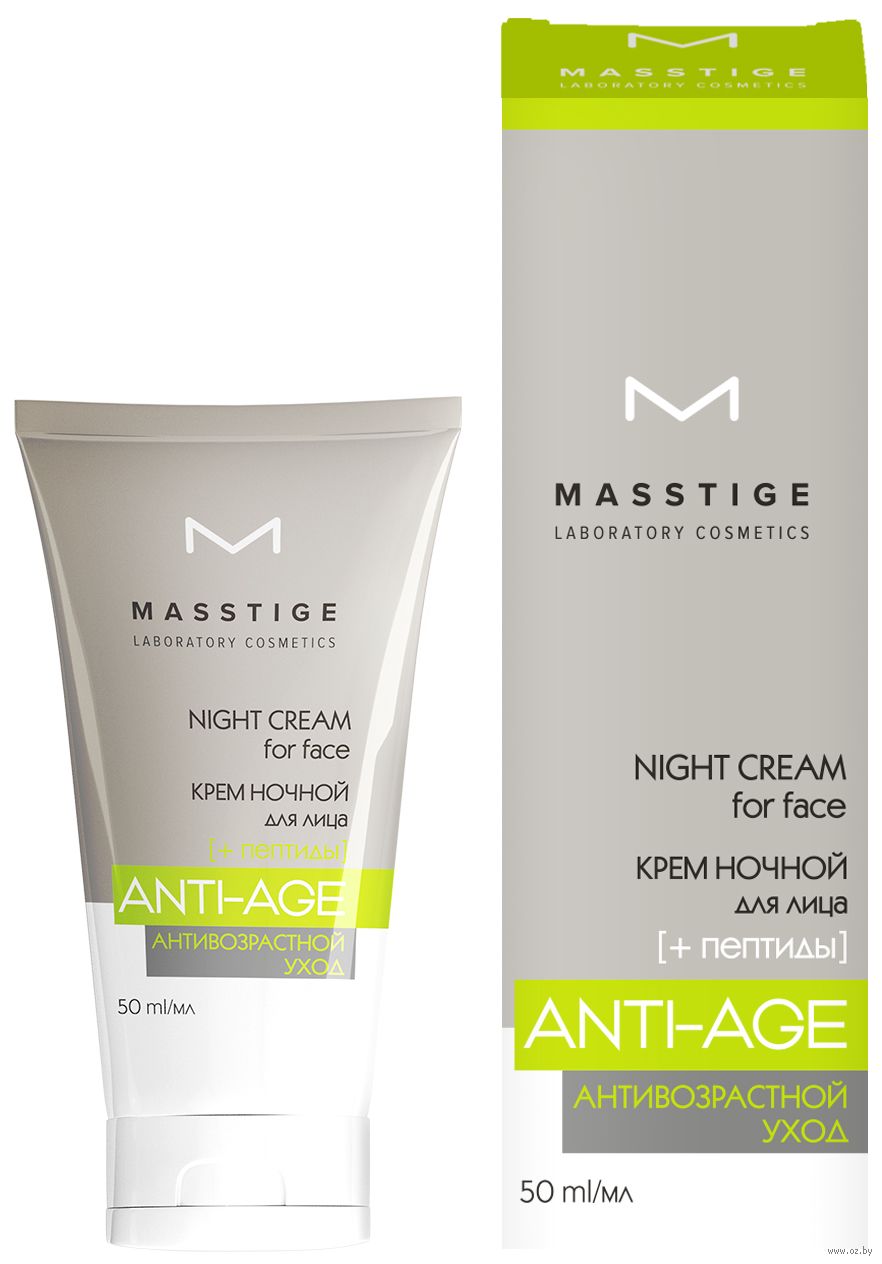 MASSTIGE
LABORATORY COSMETICS
NIGHT CREAM
for face
КРЕМ НОЧНОЙ
для лица
[+ пептиды]
ANTI-AGE
АНТИВОЗРАСТНОЙ
УХОД
50 ml/мл
MASSTIGE
LABORATORY COSMETICS
MASSTIGE
LABORATORY COSMETICS
NIGHT CREAM
for face
КРЕМ НОЧНОЙ
для лица
[+ пептиды]
ANTI-AGE
АНТИВОЗРАСТНОЙ
УХОД
50 ml/мл
www.oz.by